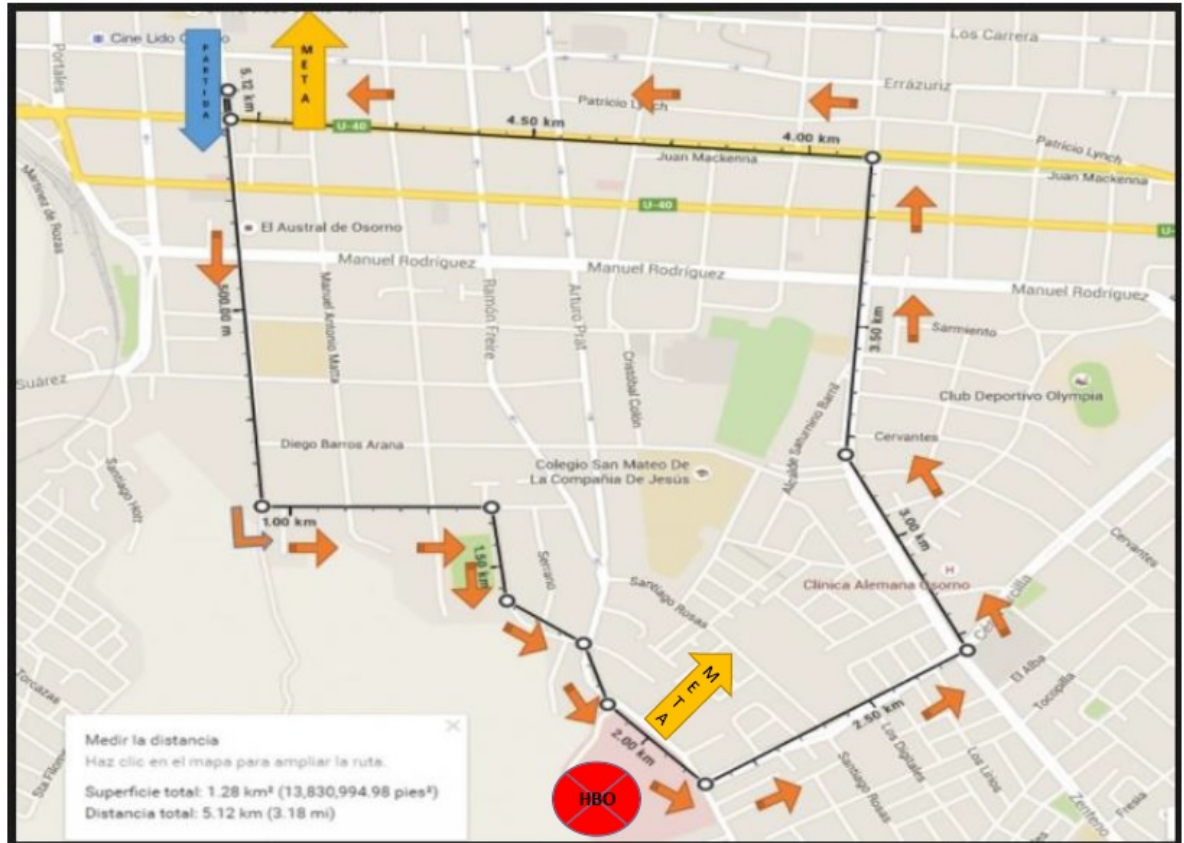 Cine Lido
Los Carrera
Portales
PARTIDA
META
5.12 km
Errázuriz
Patricio Lynch
U-40
4.50 km
4.00 km
Patricio Lynch
Juan Mackenna
Juan Mackenna
Martínez de Rozas
U-40
U-
El Austral de Osorno
Manuel Rodríguez
Manuel Rodríguez
Manuel Rodríguez
500.00 m
Manuel Antonio Matta
Ramón Freire
Arturo Prat
3.50 km
Sarmiento
Cristóbal Colón
Suárez
Club Deportivo Olympia
Alcalde Saturnino Barril
Diego Barros Arana
Cervantes
Colegio San Mateo De
La Compañia De Jesús
Santiago Holt
1.00 km
3.00 km
1.50 km
Serrano
Cervantes
Santiago Rosas
Clínica Alemana Osorno
El Alba
Tocopilla
Torcazas
META
2.50 km
2.00 km
Los Digitales
Los Lirios
Santiago Rosas
Zenteno
Fresia
HBO
Medir la distancia
Haz clic en el mapa para ampliar la ruta.
Superficie total: 1.28 km² (13,830,994.98 pies²)
Distancia total: 5.12 km (3.18 mi)